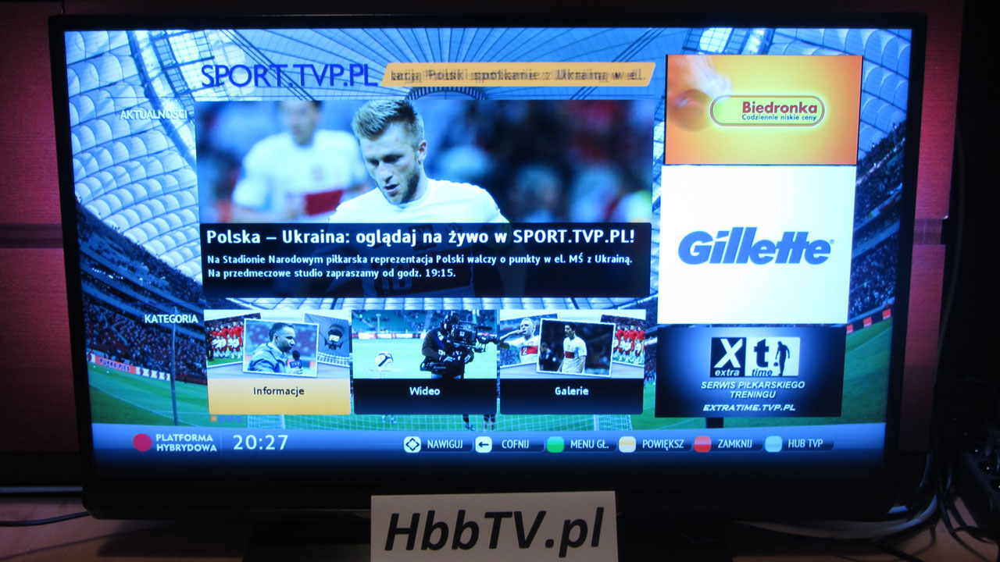 SPORT.TVP.PL
Polski spotkanie z Ukrainą w el.
AKTUALNOŚCI
Polska – Ukraina: oglądaj na żywo w SPORT.TVP.PL!
Na Stadionie Narodowym piłkarska reprezentacja Polski walczy o punkty w el. MŚ z Ukrainą.
Na przedmeczowe studio zapraszamy od godz. 19:15.
Biedronka
Codziennie niskie ceny
Gillette
KATEGORIA
Informacje
Wideo
Galerie
Xt!
extra time
SERWIS PIŁKARSKIEGO
TRENINGU
EXTRATIME.TVP.PL
PLATFORMA
HYBRYDOWA
20:27
NAWIGUJ
COFNIJ
MENU GŁ.
POWIĘKSZ
ZAMKNIJ
HUB TVP
HbbTV.pl